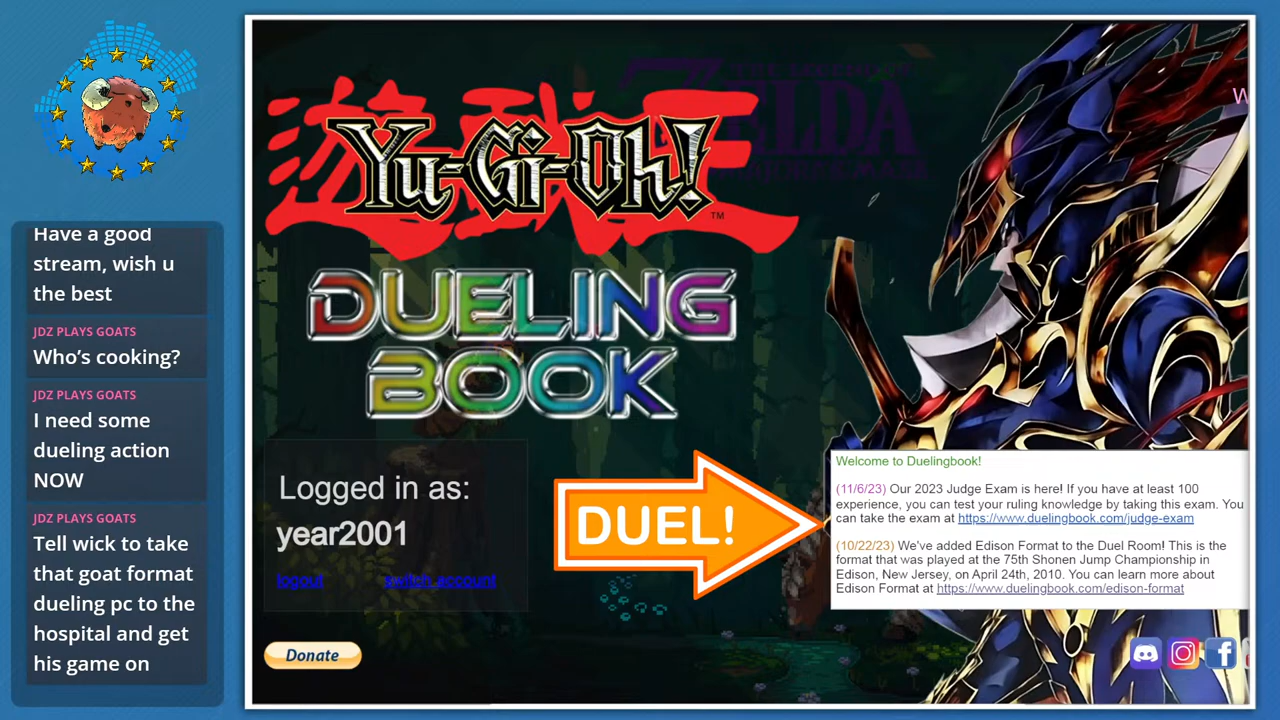 Have a good
stream, wish u
the best
JDZ PLAYS GOATS
Who's cooking?
JDZ PLAYS GOATS
I need some
dueling action
NOW
JDZ PLAYS GOATS
Tell wick to take
that goat format
dueling pc to the
hospital and get
his game on
遊戯王
Yu-Gi-Oh!
TM
THE LEGEND OF
ZELDA
W
DUELING
BOOK
Logged in as:
year2001
logout switch account
Donate
DUEL!
Welcome to Duelingbook!
(11/6/23) Our 2023 Judge Exam is here! If you have at least 100
experience, you can test your ruling knowledge by taking this exam. You
can take the exam at https://www.duelingbook.com/judge-exam
(10/22/23) We've added Edison Format to the Duel Room! This is the
format that was played at the 75th Shonen Jump Championship in
Edison, New Jersey, on April 24th, 2010. You can learn more about
Edison Format at https://www.duelingbook.com/edison-format